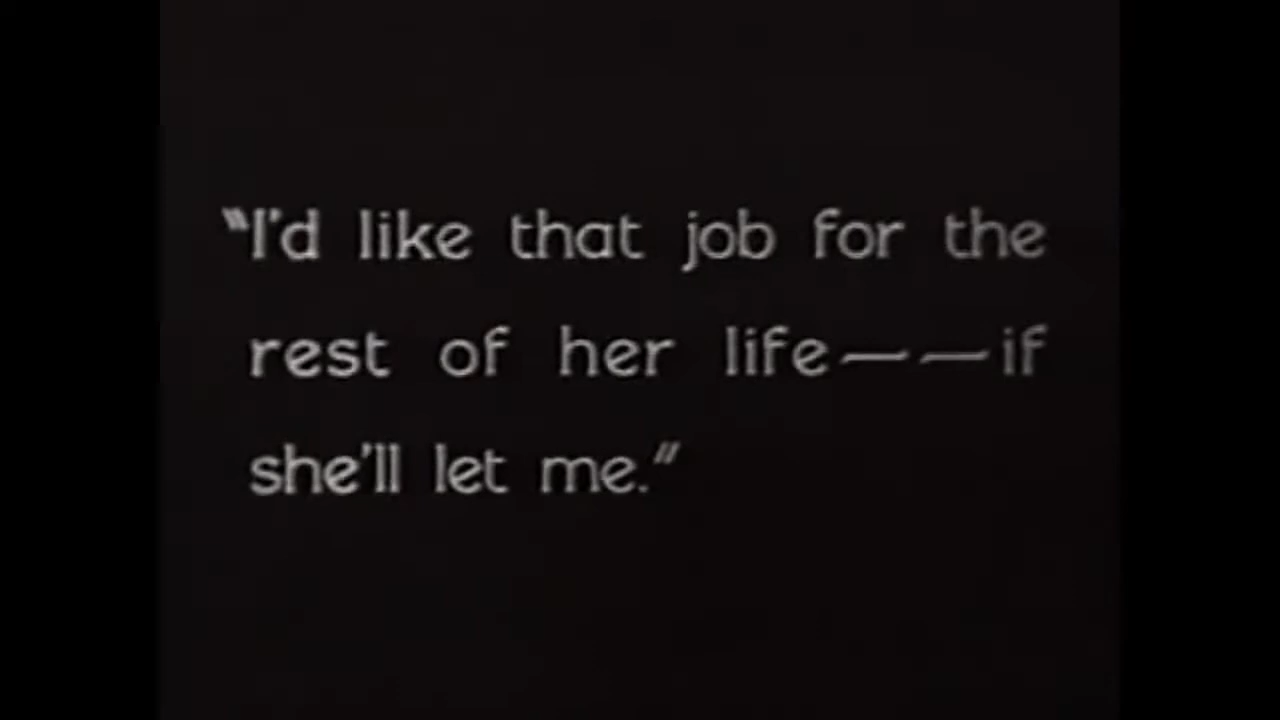 "I'd like that job for the
rest of her life——if
she'll let me."